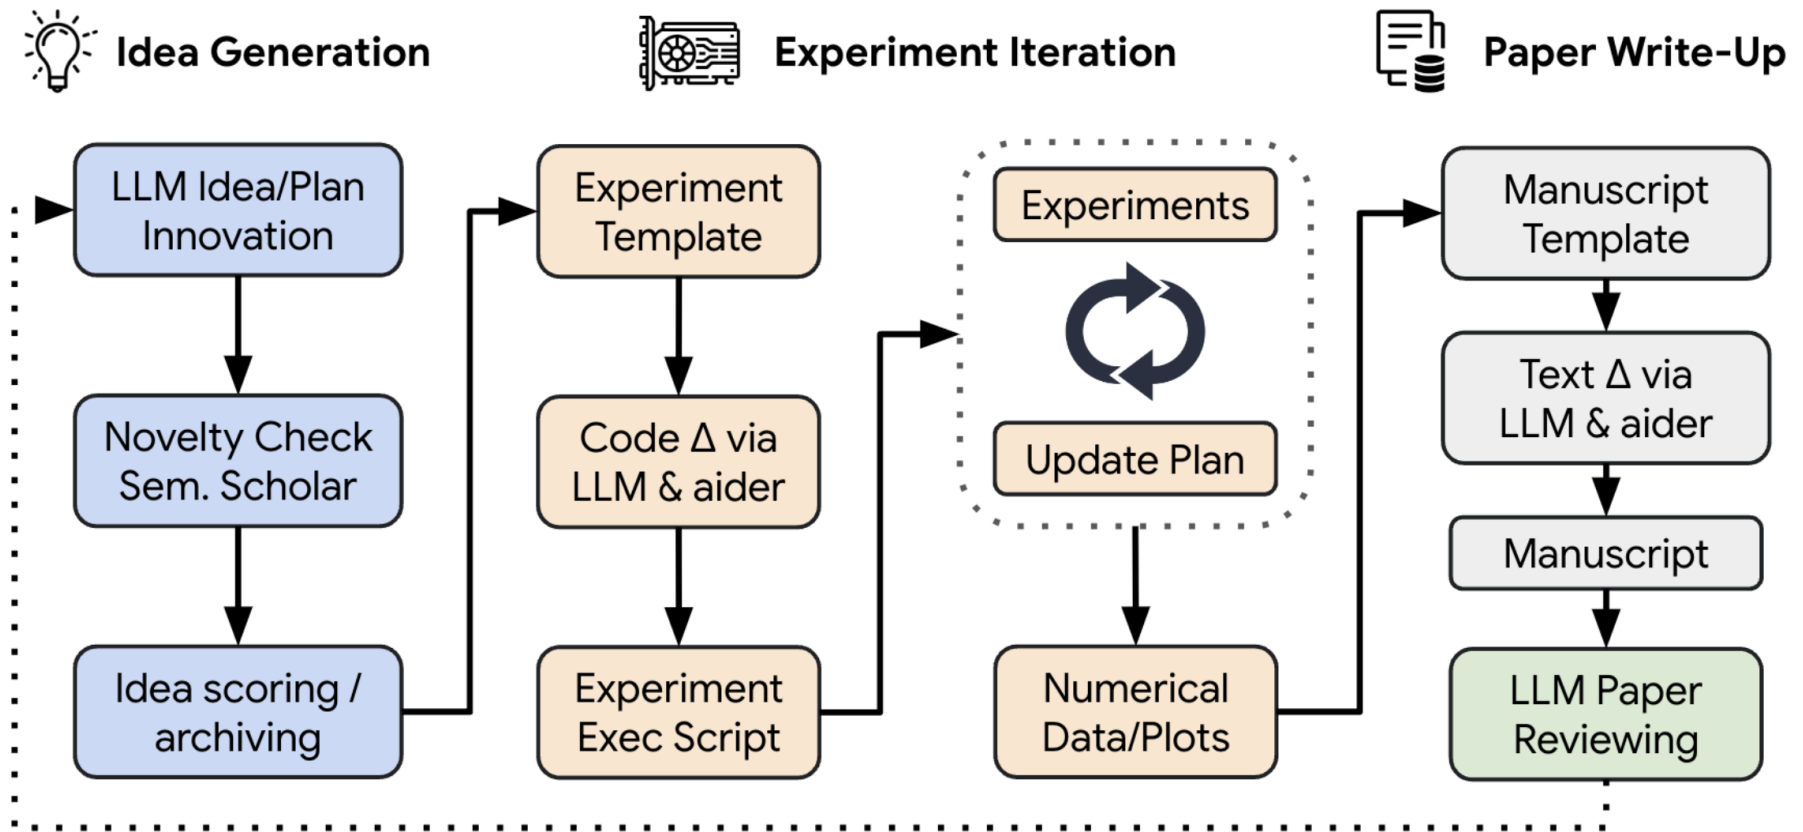 Idea Generation
Experiment Iteration
Paper Write-Up
LLM Idea/Plan
Innovation
Novelty Check
Sem. Scholar
Idea scoring /
archiving
Experiment
Template
Code Δ via
LLM & aider
Experiment
Exec Script
Experiments
Update Plan
Numerical
Data/Plots
Manuscript
Template
Text Δ via
LLM & aider
Manuscript
LLM Paper
Reviewing